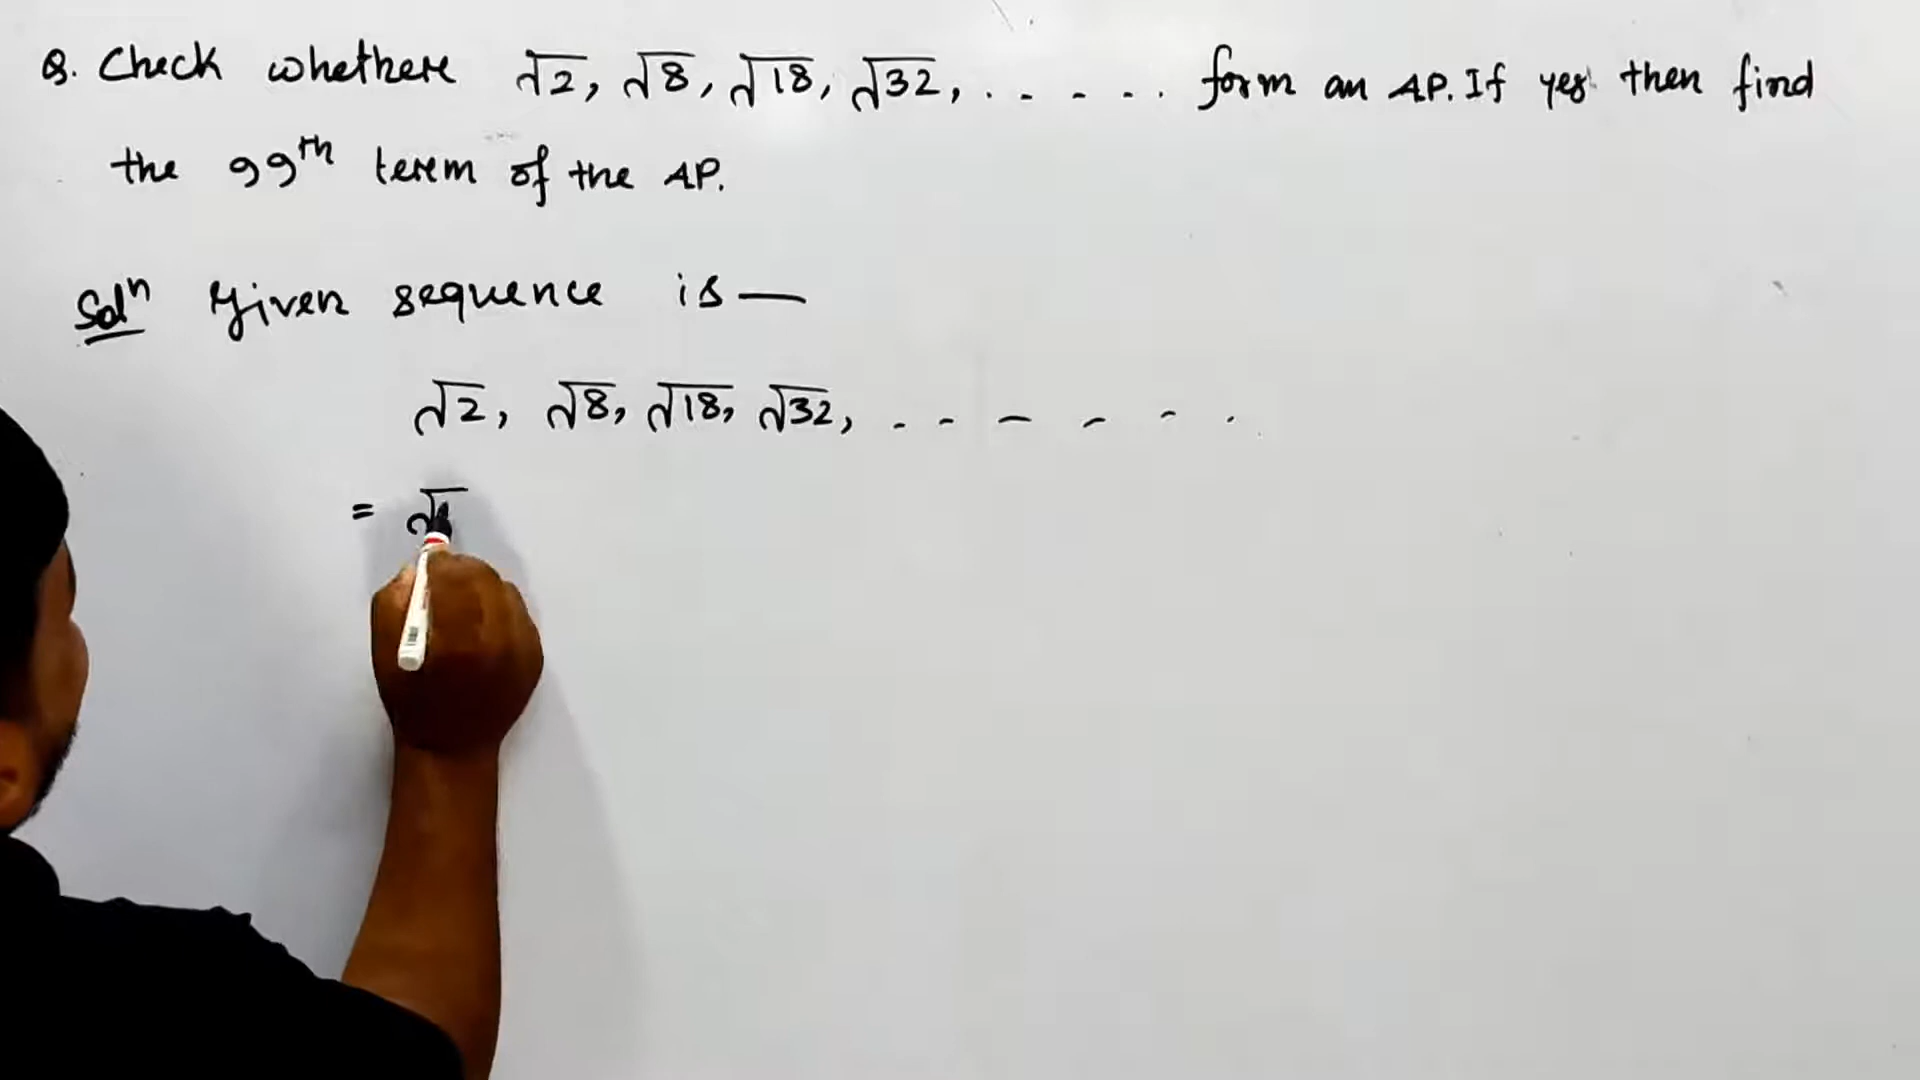 Q. Check whethere √2, √8, √18, √32, . . . . . . form an AP. If yes then find
the 99th terem of the AP.
Solⁿ Given sequence is —
√2, √8, √18, √32, - - - - - - .
= √